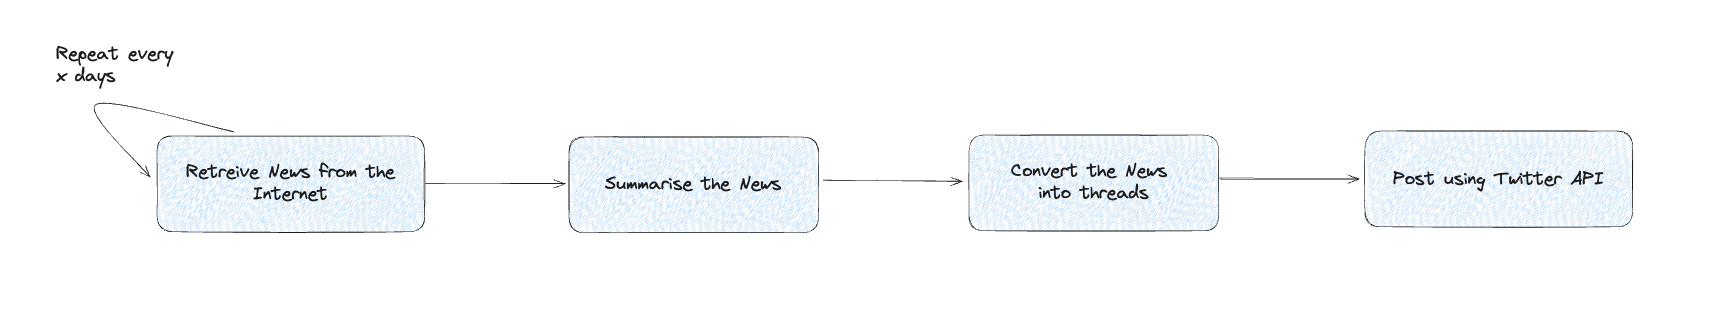 Repeat every
x days
Retreive News from the
Internet
Summarise the News
Convert the News
into threads
Post using Twitter API